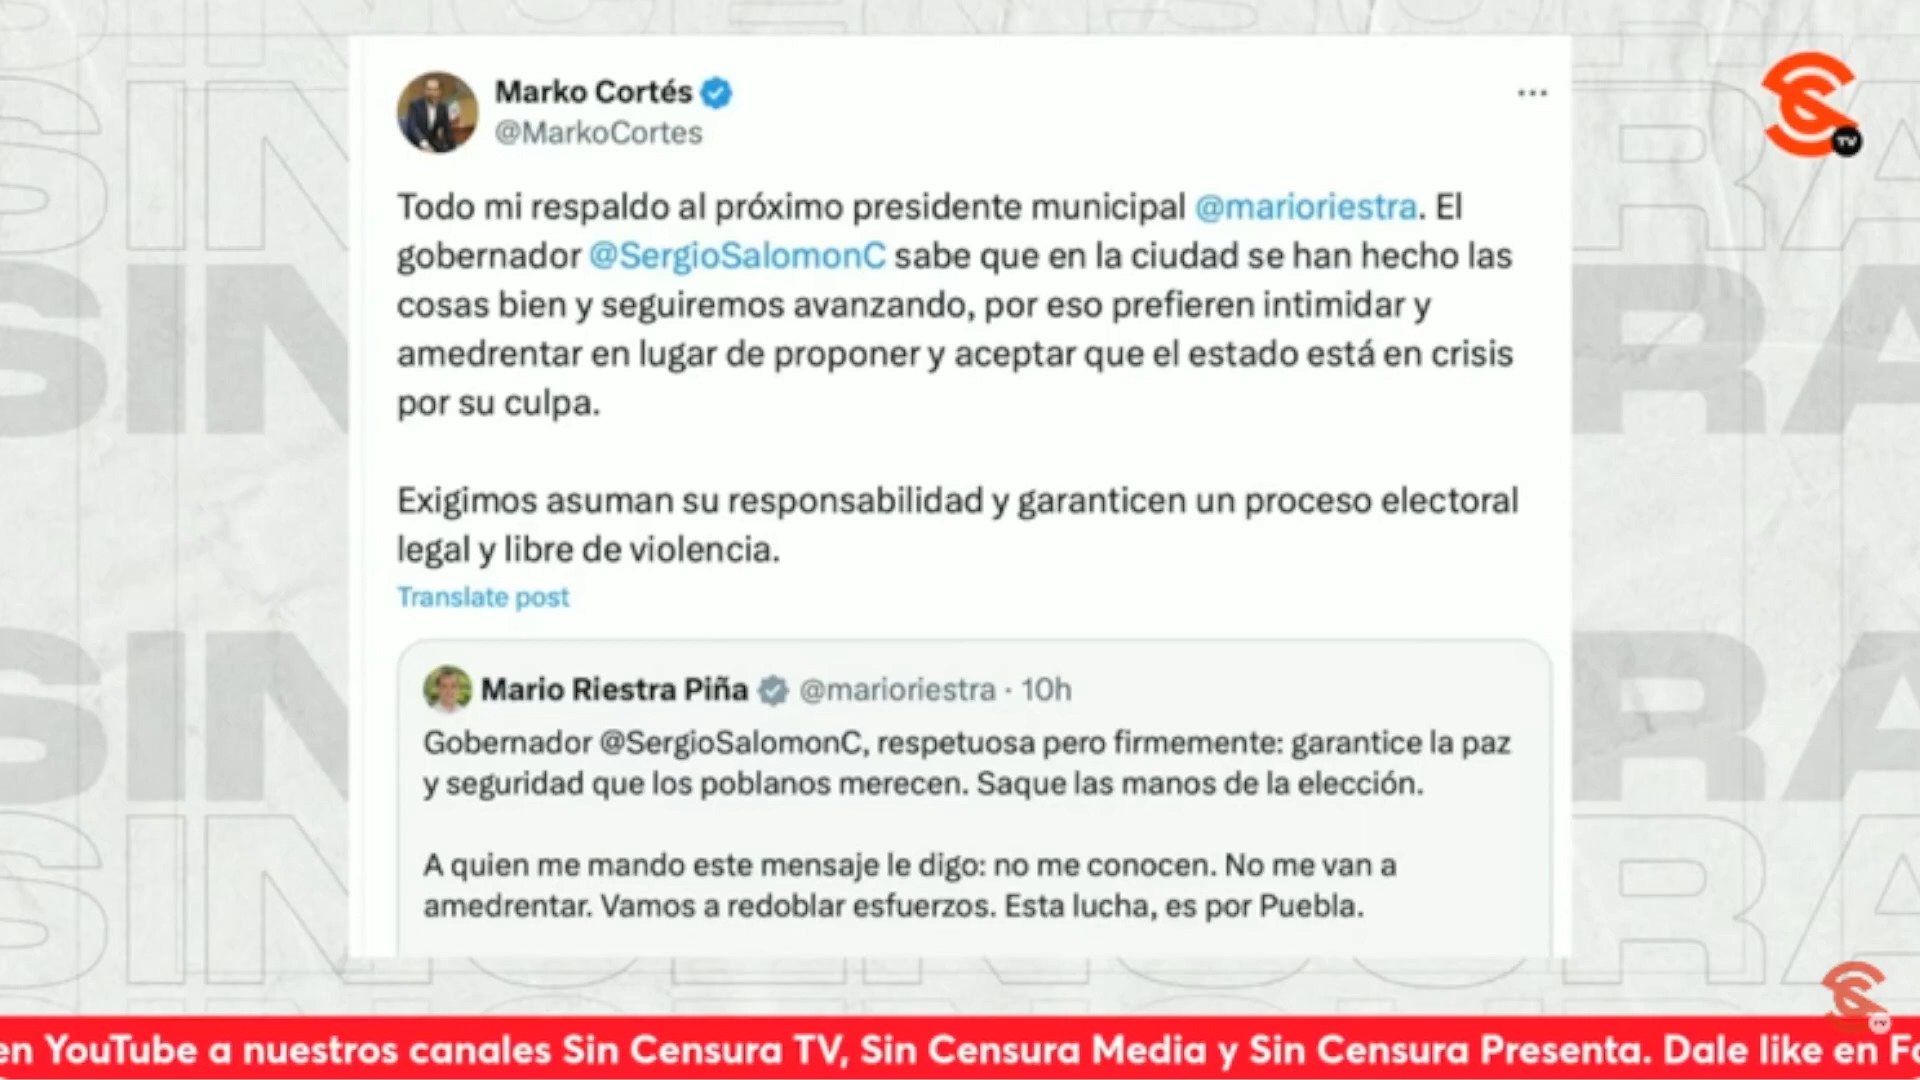 Marko Cortés
@MarkoCortes
Todo mi respaldo al próximo presidente municipal @marioriestra. El
gobernador @SergioSalomonC sabe que en la ciudad se han hecho las
cosas bien y seguiremos avanzando, por eso prefieren intimidar y
amedrentar en lugar de proponer y aceptar que el estado está en crisis
por su culpa.
Exigimos asuman su responsabilidad y garanticen un proceso electoral
legal y libre de violencia.
Translate post
Mario Riestra Piña @marioriestra · 10h
Gobernador @SergioSalomonC, respetuosa pero firmemente: garantice la paz
y seguridad que los poblanos merecen. Saque las manos de la elección.
A quien me mando este mensaje le digo: no me conocen. No me van a
amedrentar. Vamos a redoblar esfuerzos. Esta lucha, es por Puebla.
TV
SIN
RA
SIN
RA
TV
en YouTube a nuestros canales Sin Censura TV, Sin Censura Media y Sin Censura Presenta. Dale like en